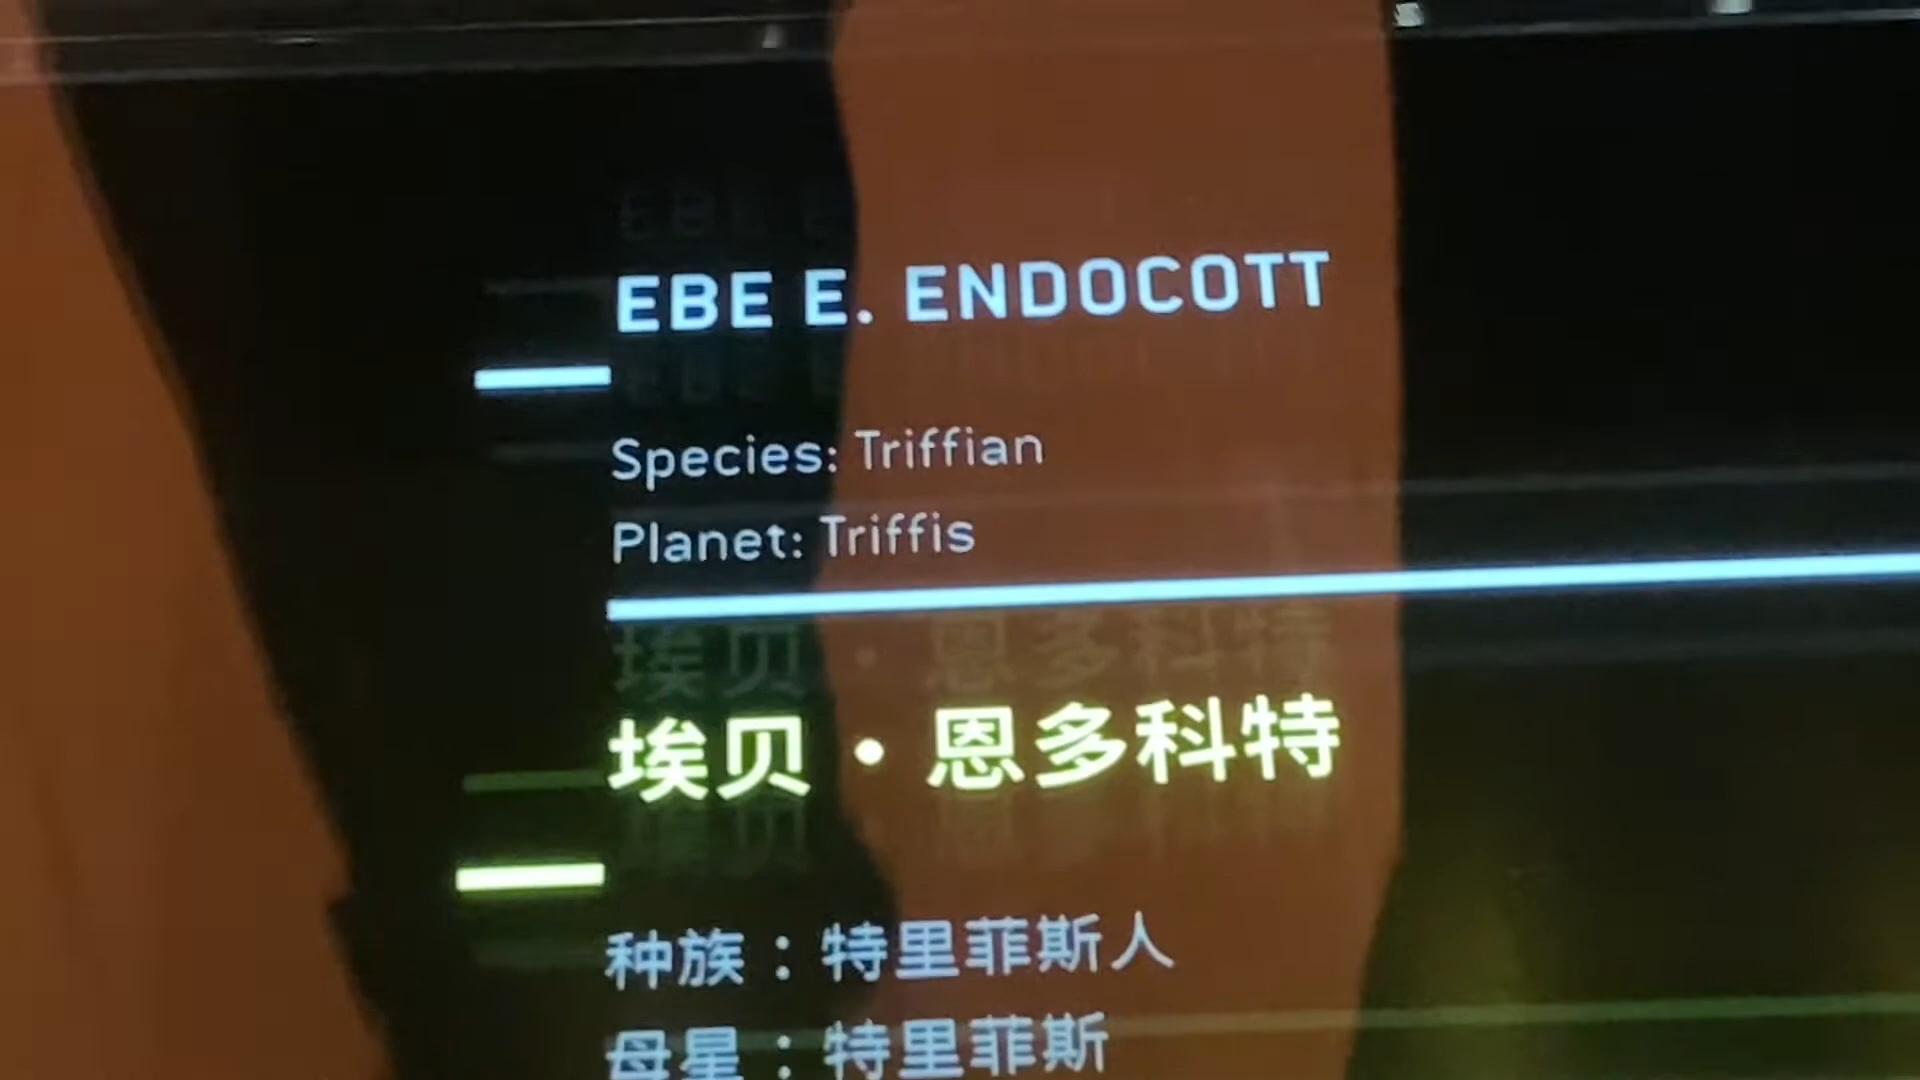 EBE E. ENDOCOTT
Species: Triffian
Planet: Triffis
埃贝·恩多科特
种族：特里菲斯人
母星：特里菲斯